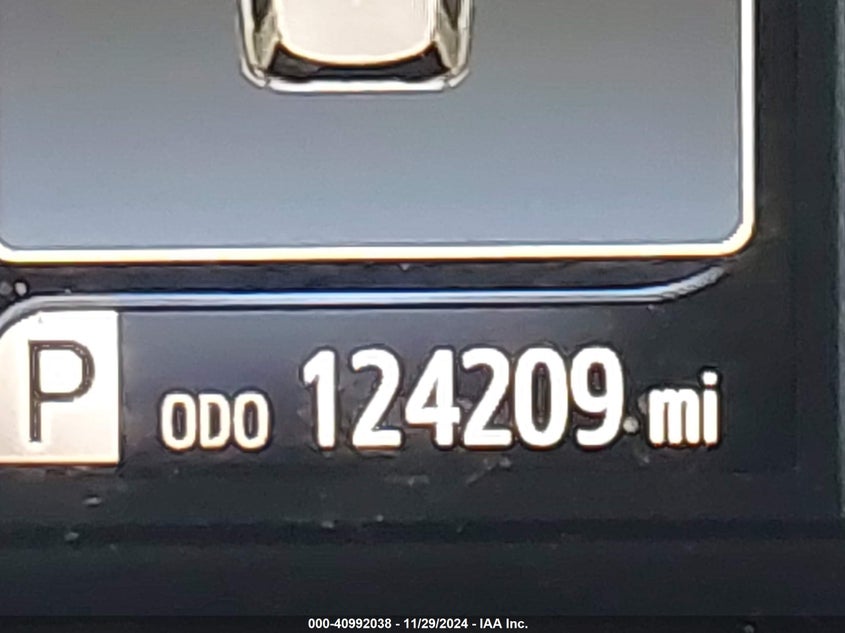 P ODO 124209 mi
000-40992038 - 11/29/2024 - IAA Inc.